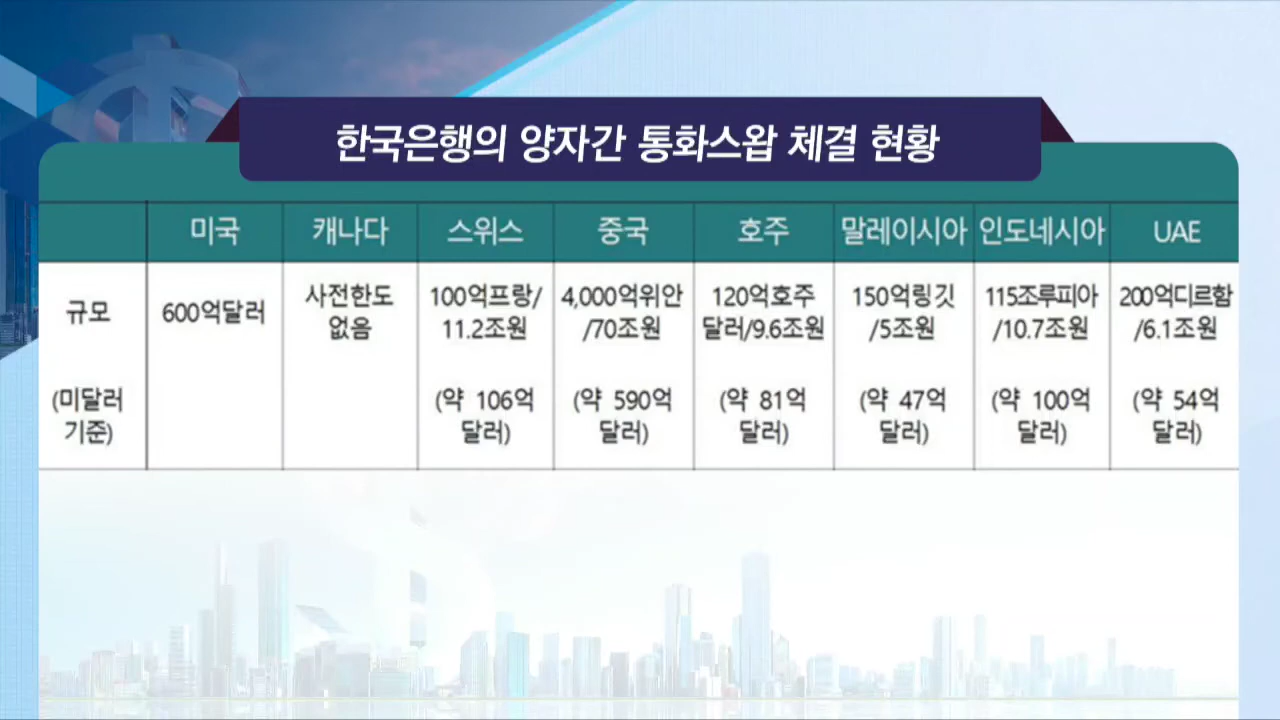 한국은행의 양자간 통화스왑 체결 현황
미국 캐나다 스위스 중국 호주 말레이시아 인도네시아 UAE
규모 600억달러 사전한도 없음 100억프랑/ 11.2조원 4,000억위안 /70조원 120억호주 달러/9.6조원 150억링깃 /5조원 115조루피아 /10.7조원 200억디르함 /6.1조원
(미달러 기준) (약 106억 달러) (약 590억 달러) (약 81억 달러) (약 47억 달러) (약 100억 달러) (약 54억 달러)